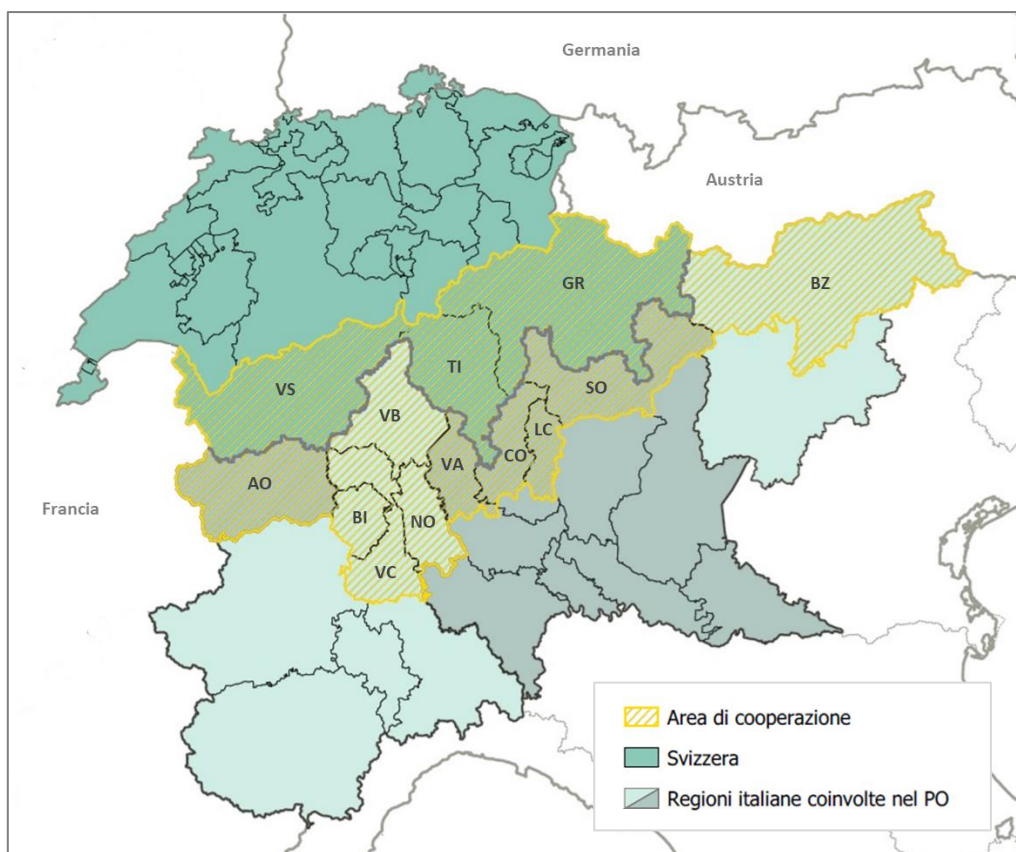 Germania
Austria
GR
BZ
TI
VS
SO
VB
LC
CO
VA
AO
Francia
BI
NO
VC
Area di cooperazione
Svizzera
Regioni italiane coinvolte nel PO